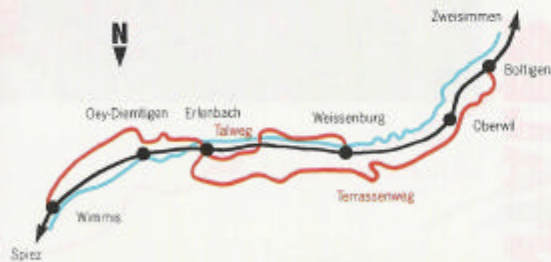 Zweisimmen
N
Boltigen
Oey-Diemtigen
Erlenbach
Weissenburg
Oberwil
Talweg
Terrassenweg
Wimmis
Spiez